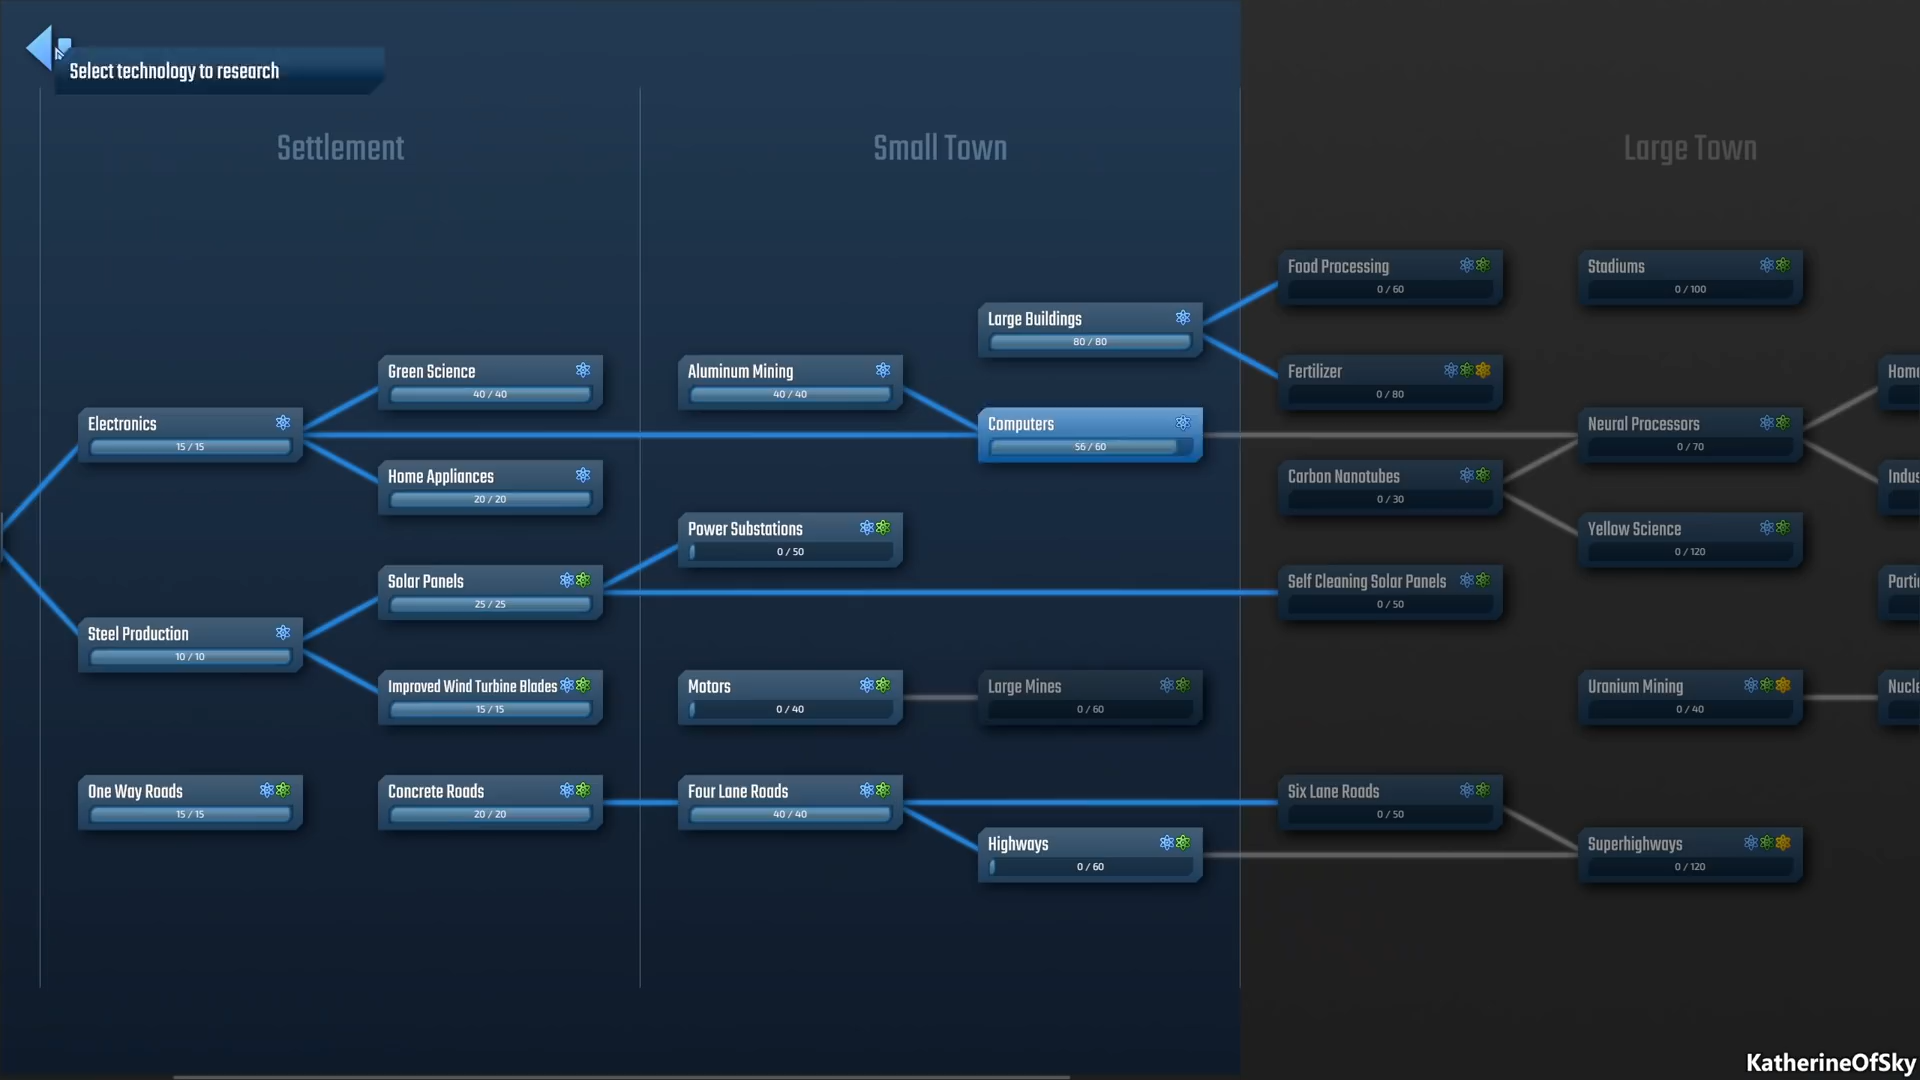 Select technology to research
Settlement
Small Town
Large Town
Food Processing
0 / 60
Stadiums
0 / 100
Large Buildings
80 / 80
Green Science
40 / 40
Aluminum Mining
40 / 40
Fertilizer
0 / 80
Electronics
15 / 15
Computers
56 / 60
Neural Processors
0 / 70
Home Appliances
20 / 20
Carbon Nanotubes
0 / 30
Power Substations
0 / 50
Yellow Science
0 / 120
Solar Panels
25 / 25
Self Cleaning Solar Panels
0 / 50
Steel Production
10 / 10
Improved Wind Turbine Blades
15 / 15
Motors
0 / 40
Large Mines
0 / 60
Uranium Mining
0 / 40
One Way Roads
15 / 15
Concrete Roads
20 / 20
Four Lane Roads
40 / 40
Six Lane Roads
0 / 50
Highways
0 / 60
Superhighways
0 / 120
KatherineOfSky